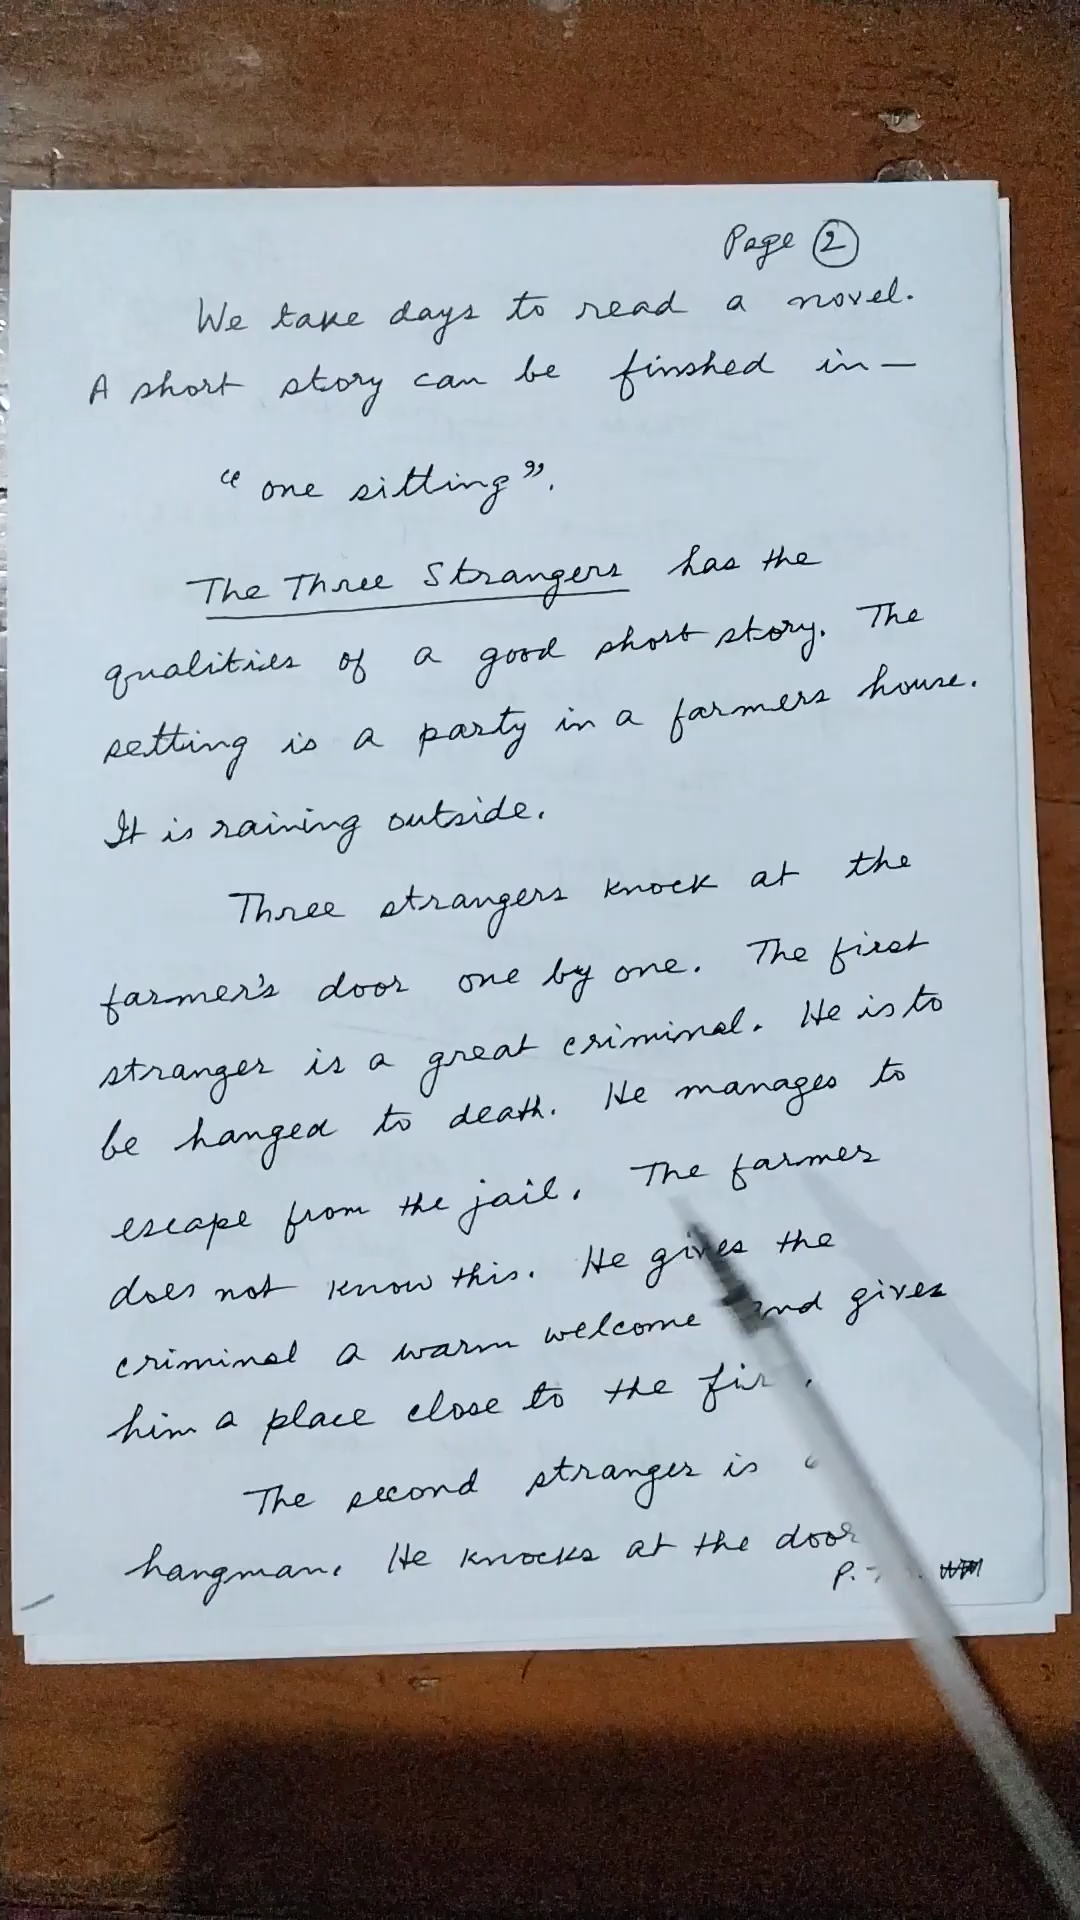 Page 2
We take days to read a novel.
A short story can be finshed in—
"one sitting".
The Three Strangers has the
qualities of a good short story. The
setting is a party in a farmers house.
It is raining outside.
Three strangers knock at the
farmer's door one by one. The first
stranger is a great criminal. He is to
be hanged to death. He manages to
escape from the jail. The farmer
does not know this. He gives the
criminal a warm welcome and gives
him a place close to the
The second stranger is
hangman. He knocks at the door
P.